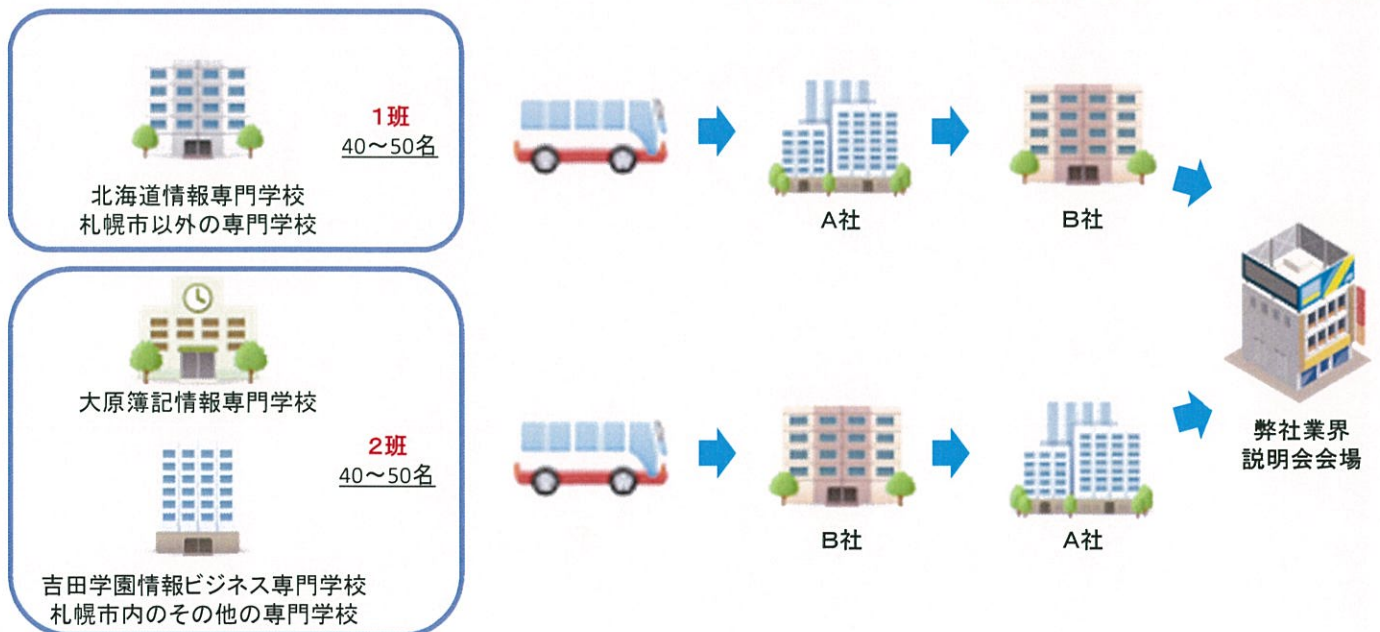 1班
40～50名
北海道情報専門学校
札幌市以外の専門学校
A社
B社
大原簿記情報専門学校
2班
40～50名
吉田学園情報ビジネス専門学校
札幌市内のその他の専門学校
B社
A社
弊社業界
説明会会場